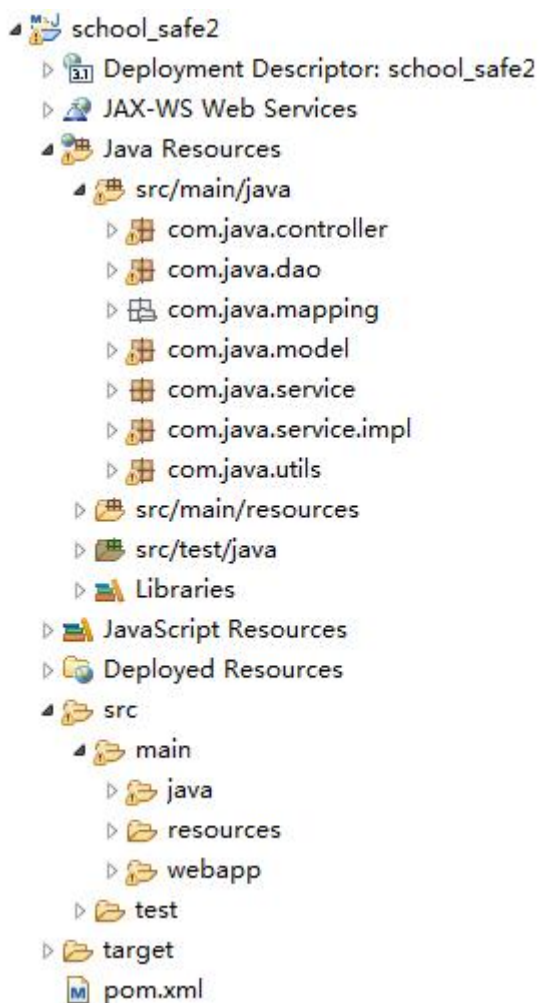 school_safe2
Deployment Descriptor: school_safe2
JAX-WS Web Services
Java Resources
src/main/java
com.java.controller
com.java.dao
com.java.mapping
com.java.model
com.java.service
com.java.service.impl
com.java.utils
src/main/resources
src/test/java
Libraries
JavaScript Resources
Deployed Resources
src
main
java
resources
webapp
test
target
pom.xml